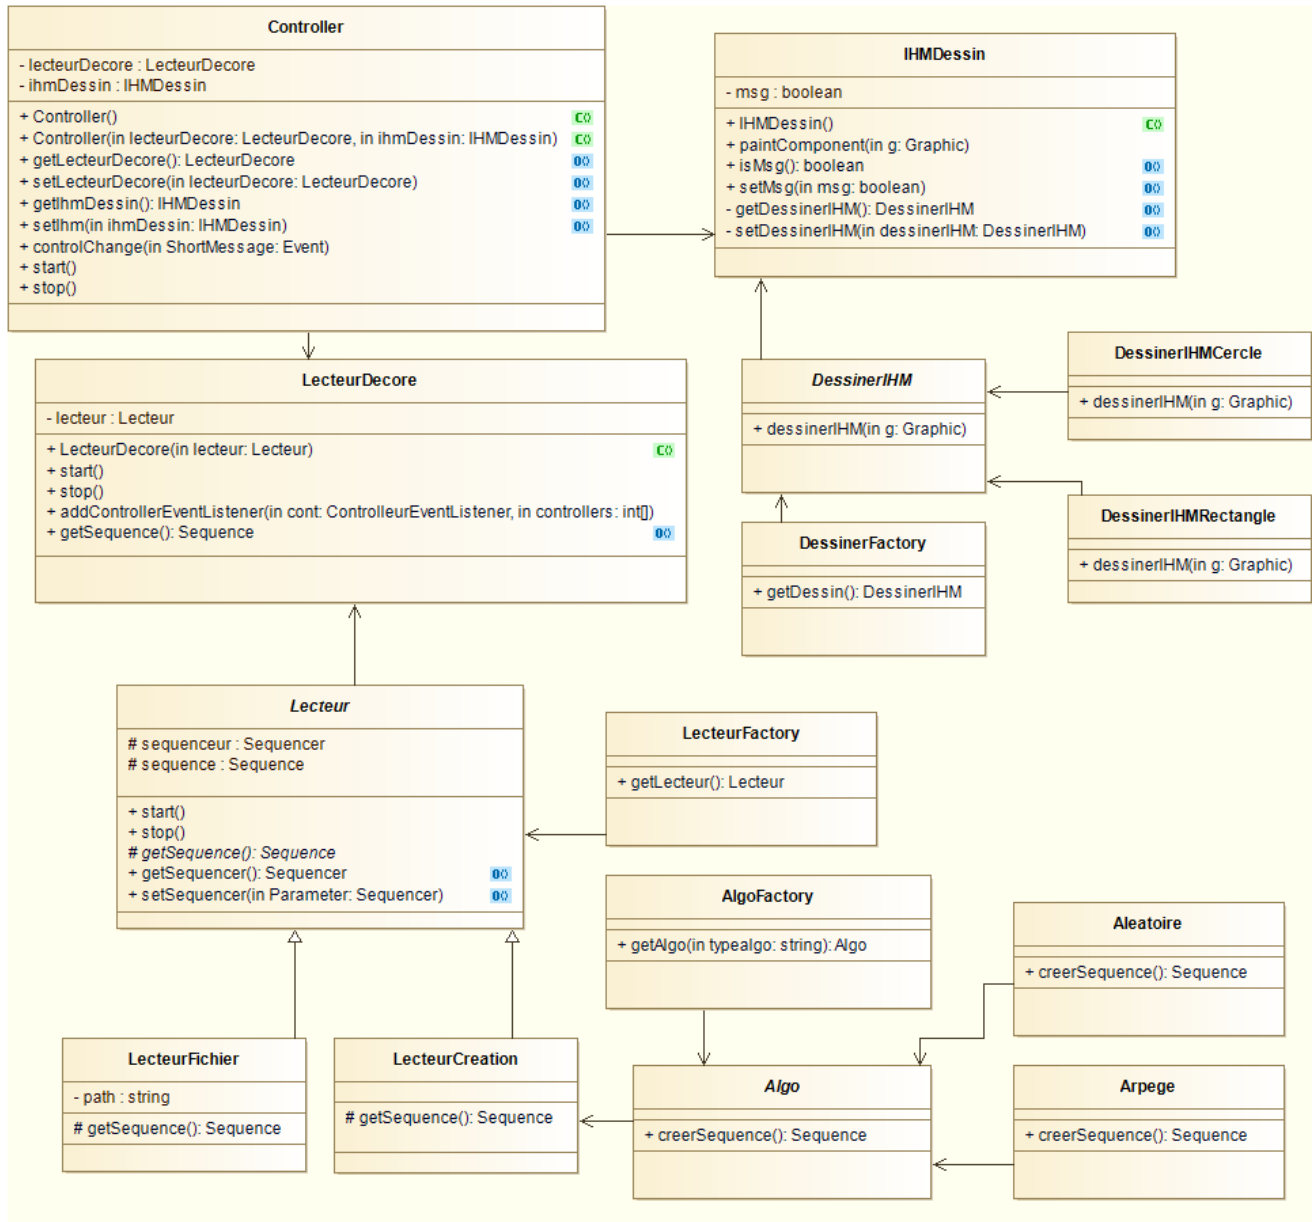 Controller
- lecteurDecore : LecteurDecore
- ihmDessin : IHMDessin
+ Controller()
C()
+ Controller(in lecteurDecore: LecteurDecore, in ihmDessin: IHMDessin)
C()
+ getLecteurDecore(): LecteurDecore
O()
+ setLecteurDecore(in lecteurDecore: LecteurDecore)
O()
+ getIhmDessin(): IHMDessin
O()
+ setIhm(in ihmDessin: IHMDessin)
O()
+ controlChange(in ShortMessage: Event)
+ start()
+ stop()
IHMDessin
- msg : boolean
+ IHMDessin()
C()
+ paintComponent(in g: Graphic)
+ isMsg(): boolean
O()
+ setMsg(in msg: boolean)
O()
- getDessinerIHM(): DessinerIHM
O()
- setDessinerIHM(in dessinerIHM: DessinerIHM)
O()
LecteurDecore
- lecteur : Lecteur
+ LecteurDecore(in lecteur: Lecteur)
C()
+ start()
+ stop()
+ addControllerEventListener(in cont: ControlleurEventListener, in controllers: int[])
+ getSequence(): Sequence
O()
DessinerIHM
+ dessinerIHM(in g: Graphic)
DessinerIHMCercle
+ dessinerIHM(in g: Graphic)
DessinerIHMRectangle
+ dessinerIHM(in g: Graphic)
DessinerFactory
+ getDessin(): DessinerIHM
Lecteur
# sequenceur : Sequencer
# sequence : Sequence
+ start()
+ stop()
# getSequence(): Sequence
+ getSequencer(): Sequencer
O()
+ setSequencer(in Parameter: Sequencer)
O()
LecteurFactory
+ getLecteur(): Lecteur
AlgoFactory
+ getAlgo(in typealgo: string): Algo
Aleatoire
+ creerSequence(): Sequence
LecteurFichier
- path : string
# getSequence(): Sequence
LecteurCreation
# getSequence(): Sequence
Algo
+ creerSequence(): Sequence
Arpege
+ creerSequence(): Sequence